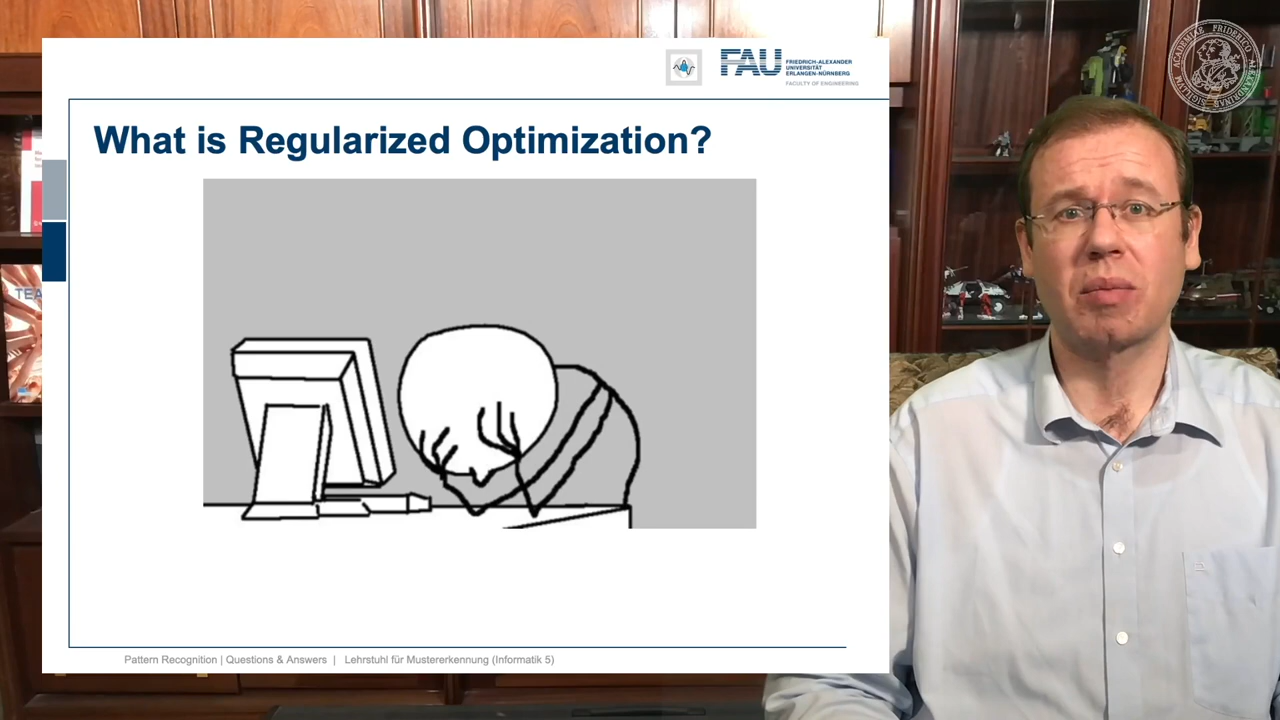 FAU
FRIEDRICH-ALEXANDER
UNIVERSITÄT
ERLANGEN-NÜRNBERG
FACULTY OF ENGINEERING
What is Regularized Optimization?
TEA
Pattern Recognition | Questions & Answers | Lehrstuhl für Mustererkennung (Informatik 5)